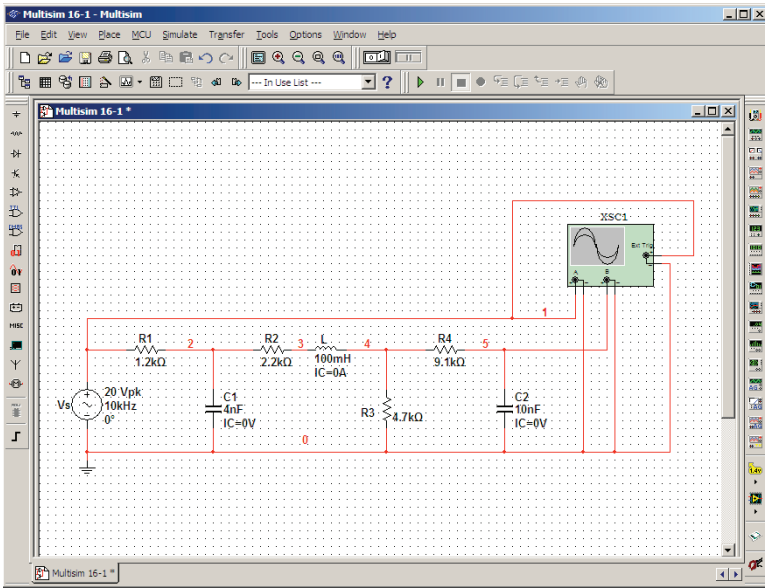 Multisim 16-1 - Multisim
File Edit View Place MCU Simulate Transfer Tools Options Window Help
--- In Use List ---
?
Multisim 16-1 *
XSC1
Ext Trig
A B
1
R1 2 R2 3 L 4 R4 5
1.2kΩ 2.2kΩ 100mH 9.1kΩ
IC=0A
Vs 20 Vpk
10kHz
0°
C1
4nF
IC=0V
R3 4.7kΩ
C2
10nF
IC=0V
0
MISC
1.4v
Multisim 16-1 *